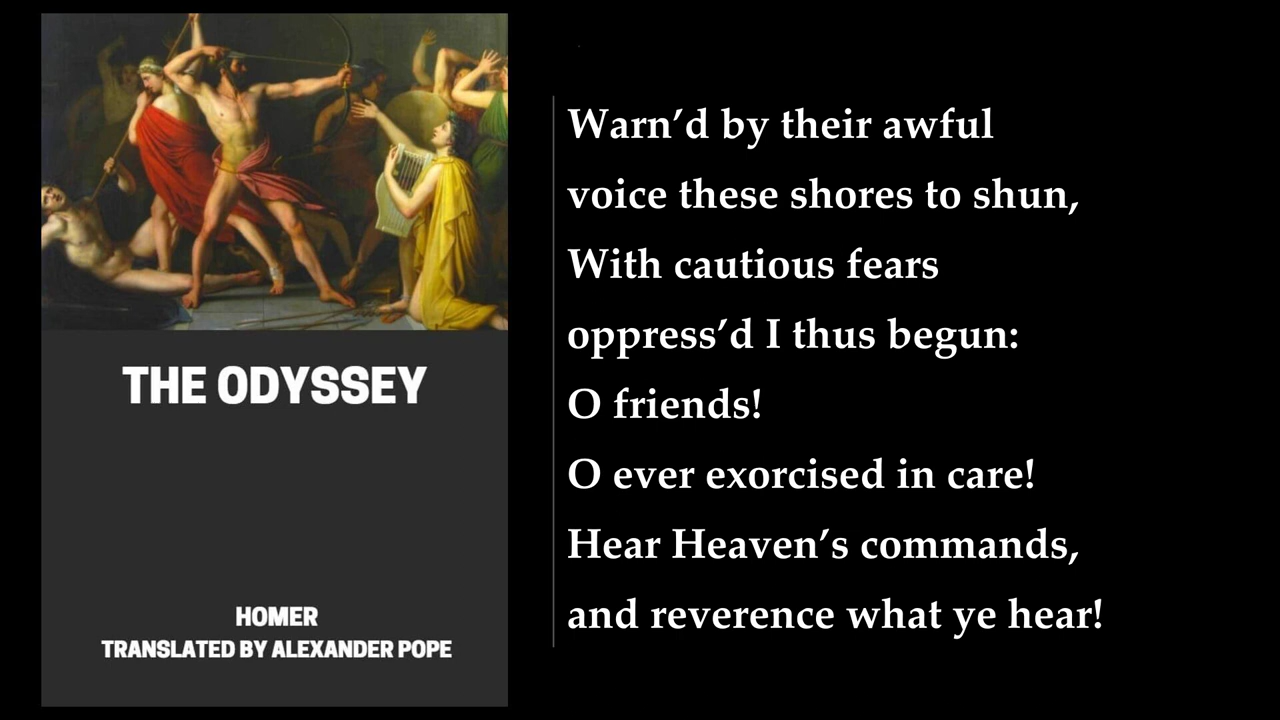 THE ODYSSEY
HOMER
TRANSLATED BY ALEXANDER POPE
Warn’d by their awful
voice these shores to shun,
With cautious fears
oppress’d I thus begun:
O friends!
O ever exorcised in care!
Hear Heaven’s commands,
and reverence what ye hear!